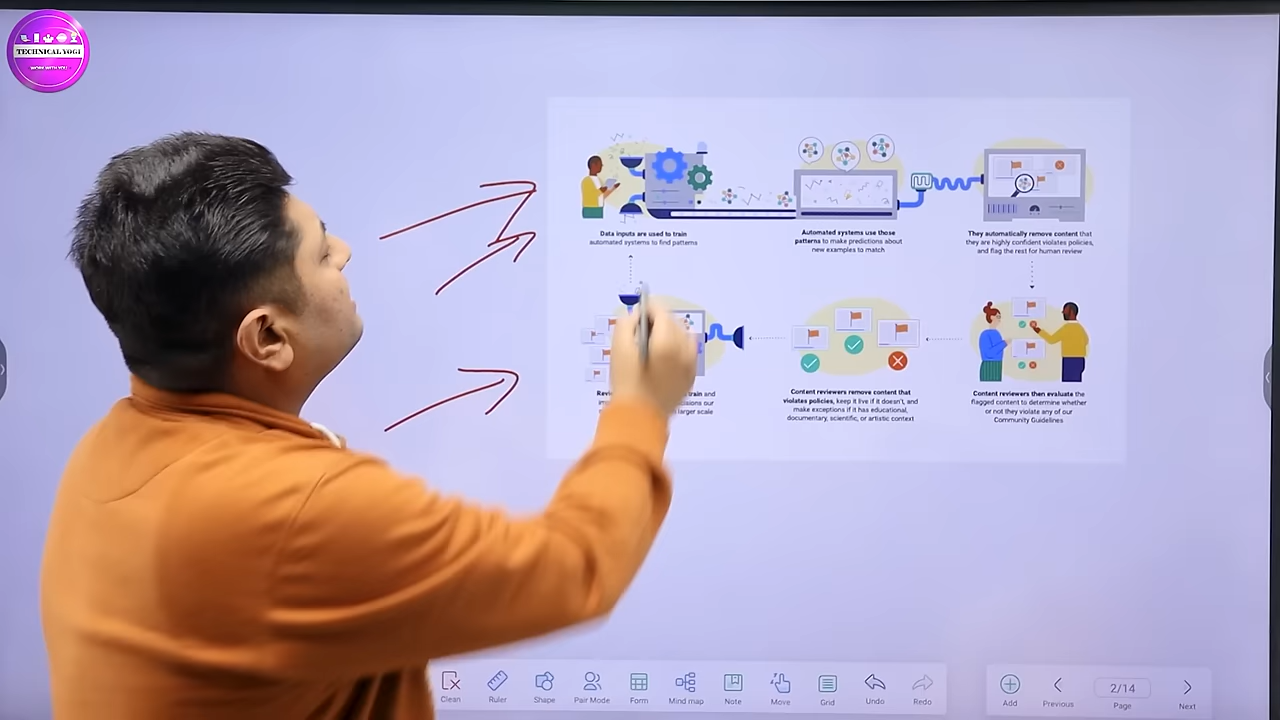 TECHNICAL YOGI
WORK WITH YOU
Data inputs are used to train
automated systems to find patterns
Automated systems use those
patterns to make predictions about
new examples to match
They automatically remove content that
they are highly confident violates policies,
and flag the rest for human review
train and
our
larger scale
Content reviewers remove content that
violates policies, keep it live if it doesn't, and
make exceptions if it has educational,
documentary, scientific, or artistic context
Content reviewers then evaluate the
flagged content to determine whether
or not they violate any of our
Community Guidelines
Clean
Ruler
Shape
Pair Mode
Form
Mind map
Note
Move
Grid
Undo
Redo
Add
Previous
2/14
Page
Next